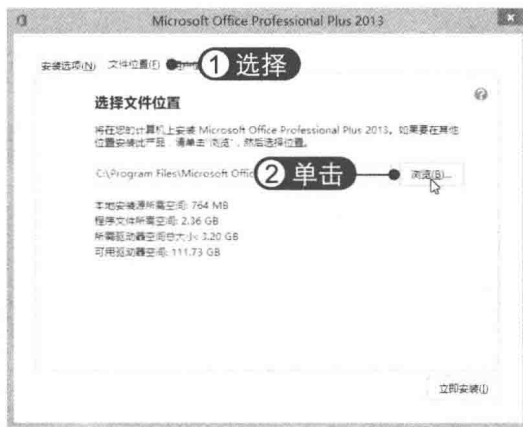 Microsoft Office Professional Plus 2013
安装选项(N) 文件位置(F)
1 选择
选择文件位置
将在您的计算机上安装 Microsoft Office Professional Plus 2013。如果要在其他
位置安装此产品，请单击“浏览”，然后选择位置。
C:\Program Files\Microsoft Offic
2 单击
浏览(B)...
本地安装源所需空间: 764 MB
程序文件所需空间: 2.36 GB
所需驱动器空间总大小: 3.20 GB
可用驱动器空间: 111.73 GB
立即安装(I)